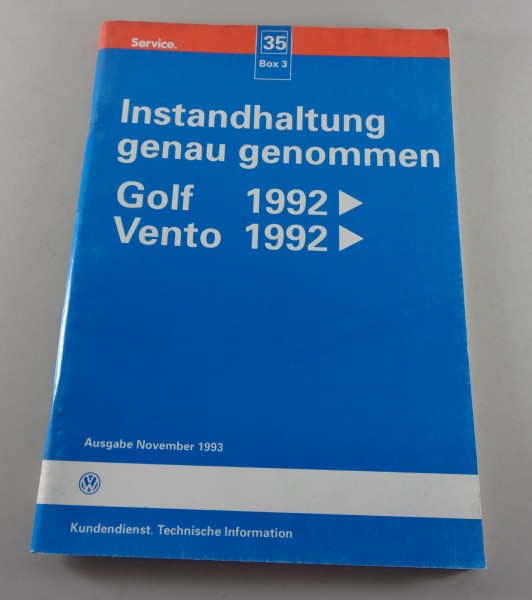 Service.
35
Box 3
Instandhaltung
genau genommen
Golf 1992 ▶
Vento 1992 ▶
Ausgabe November 1993
VW
Kundendienst. Technische Information